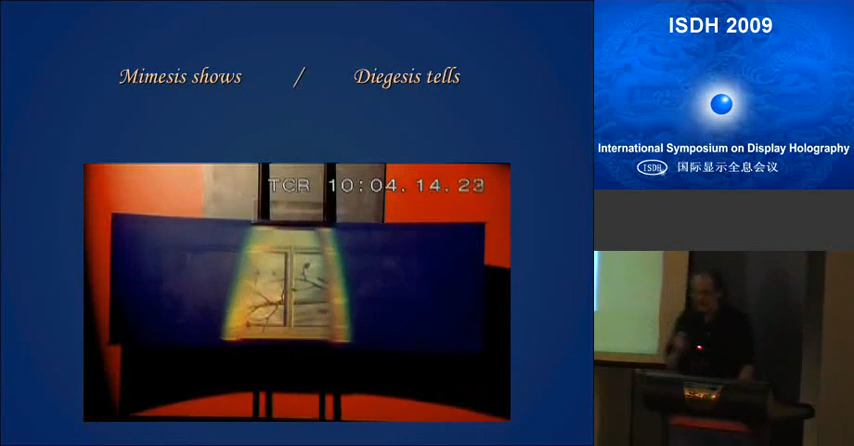 Mimesis shows / Diegesis tells
TCR 10:04.14.23
ISDH 2009
International Symposium on Display Holography
ISDH 国际显示全息会议